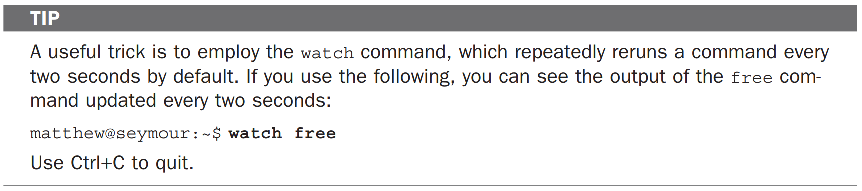 TIP
A useful trick is to employ the watch command, which repeatedly reruns a command every
two seconds by default. If you use the following, you can see the output of the free com-
mand updated every two seconds:
matthew@seymour:~$ watch free
Use Ctrl+C to quit.